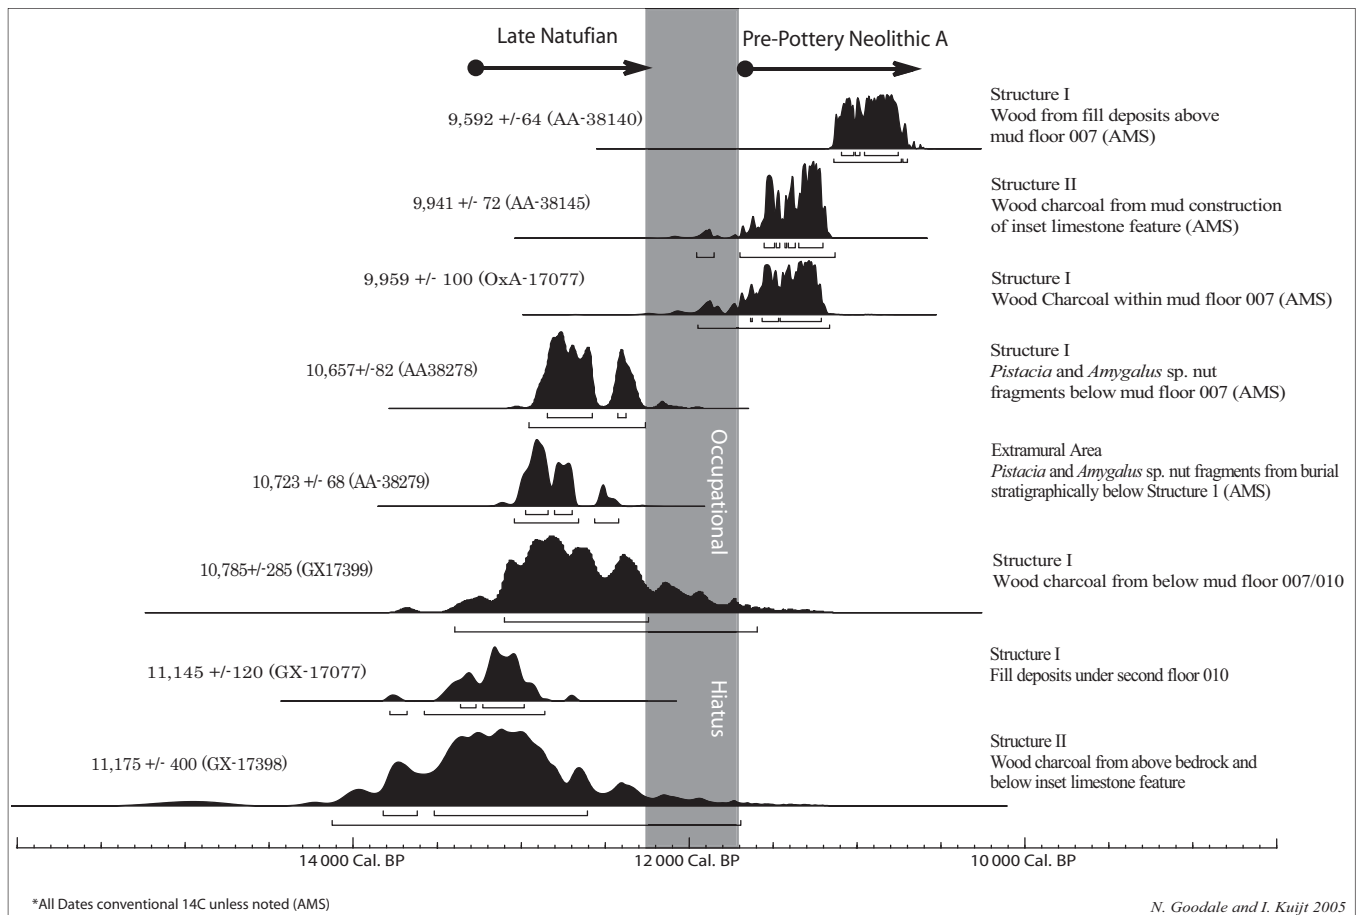 Late Natufian
Pre-Pottery Neolithic A
9,592 +/-64 (AA-38140)
Structure I
Wood from fill deposits above
mud floor 007 (AMS)
9,941 +/- 72 (AA-38145)
Structure II
Wood charcoal from mud construction
of inset limestone feature (AMS)
9,959 +/- 100 (OxA-17077)
Structure I
Wood Charcoal within mud floor 007 (AMS)
10,657+/-82 (AA38278)
Structure I
Pistacia and Amygalus sp. nut
fragments below mud floor 007 (AMS)
10,723 +/- 68 (AA-38279)
Extramural Area
Pistacia and Amygalus sp. nut fragments from burial
stratigraphically below Structure 1 (AMS)
10,785+/-285 (GX17399)
Structure I
Wood charcoal from below mud floor 007/010
11,145 +/-120 (GX-17077)
Structure I
Fill deposits under second floor 010
11,175 +/- 400 (GX-17398)
Structure II
Wood charcoal from above bedrock and
below inset limestone feature
Occupational Hiatus
14000 Cal. BP
12000 Cal. BP
10000 Cal. BP
*All Dates conventional 14C unless noted (AMS)
N. Goodale and I. Kuijt 2005